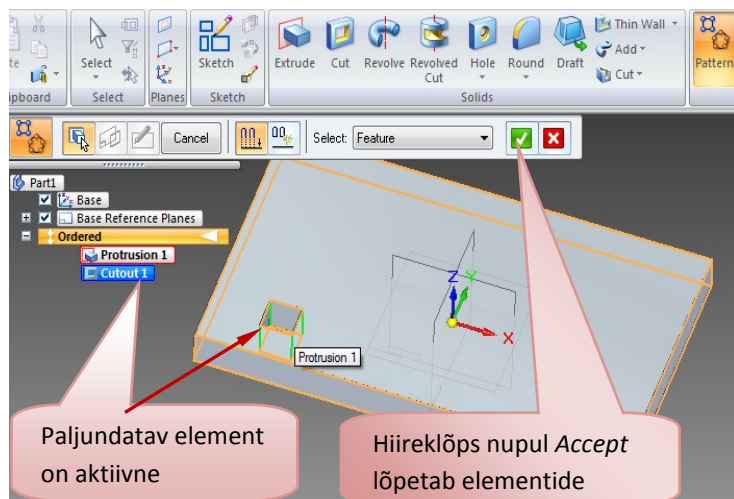 Select
Sketch
Extrude Cut Revolve Revolved Hole Round Draft
Cut
Thin Wall
Add
Cut
Pattern
Select Planes Sketch Solids
Cancel Select: Feature
Part1
Base
Base Reference Planes
Ordered
Protrusion 1
Cutout 1
Z Y
X
Protrusion 1
Paljundatav element
on aktiivne
Hiireklõps nupul Accept
lõpetab elementide